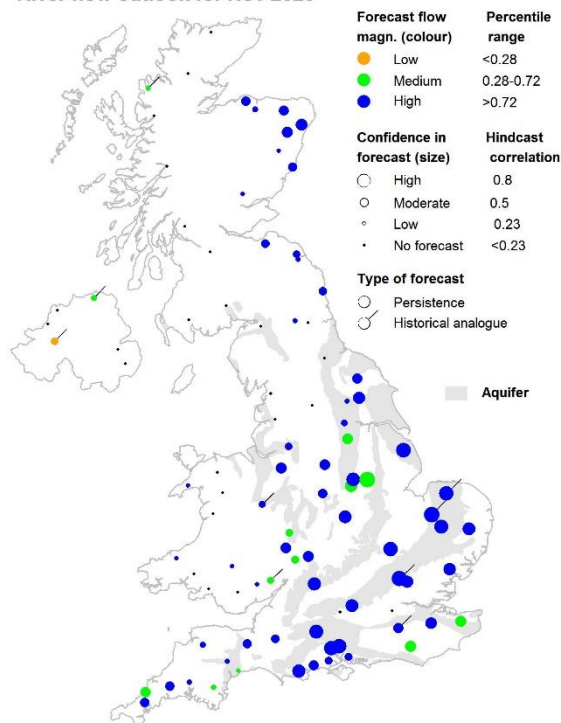 Forecast flow Percentile
magn. (colour) range
Low <0.28
Medium 0.28-0.72
High >0.72
Confidence in Hindcast
forecast (size) correlation
High 0.8
Moderate 0.5
Low 0.23
No forecast <0.23
Type of forecast
Persistence
Historical analogue
Aquifer